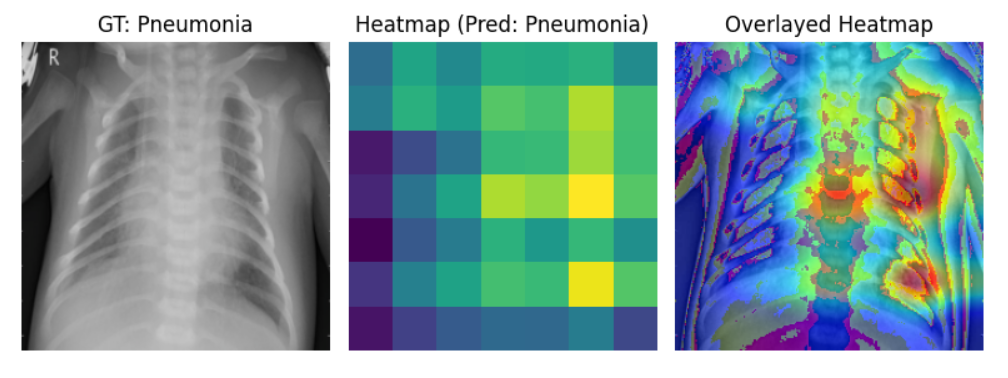 GT: Pneumonia
Heatmap (Pred: Pneumonia)
Overlayed Heatmap
R